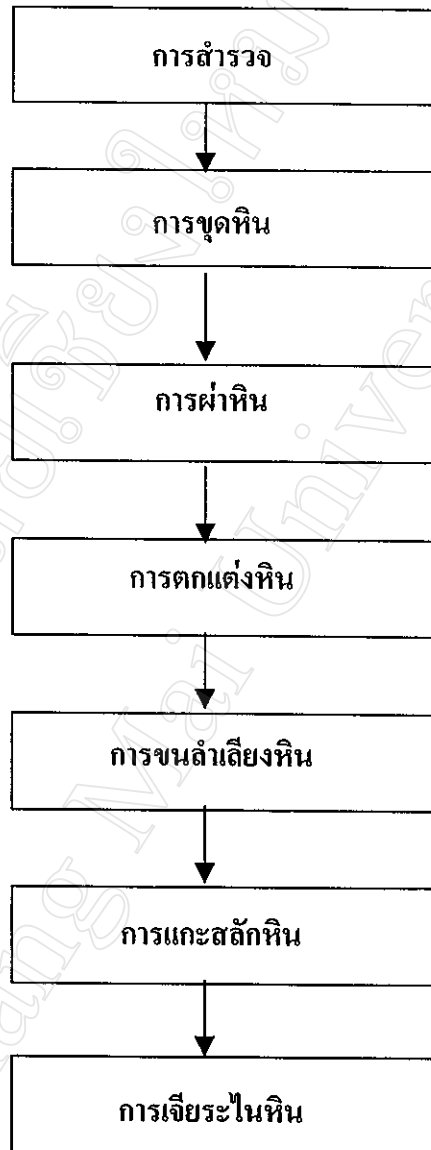 การสำรวจ
การขุดหิน
การผ่าหิน
การตกแต่งหิน
การขนลำเลียงหิน
การแกะสลักหิน
การเจียระไนหิน